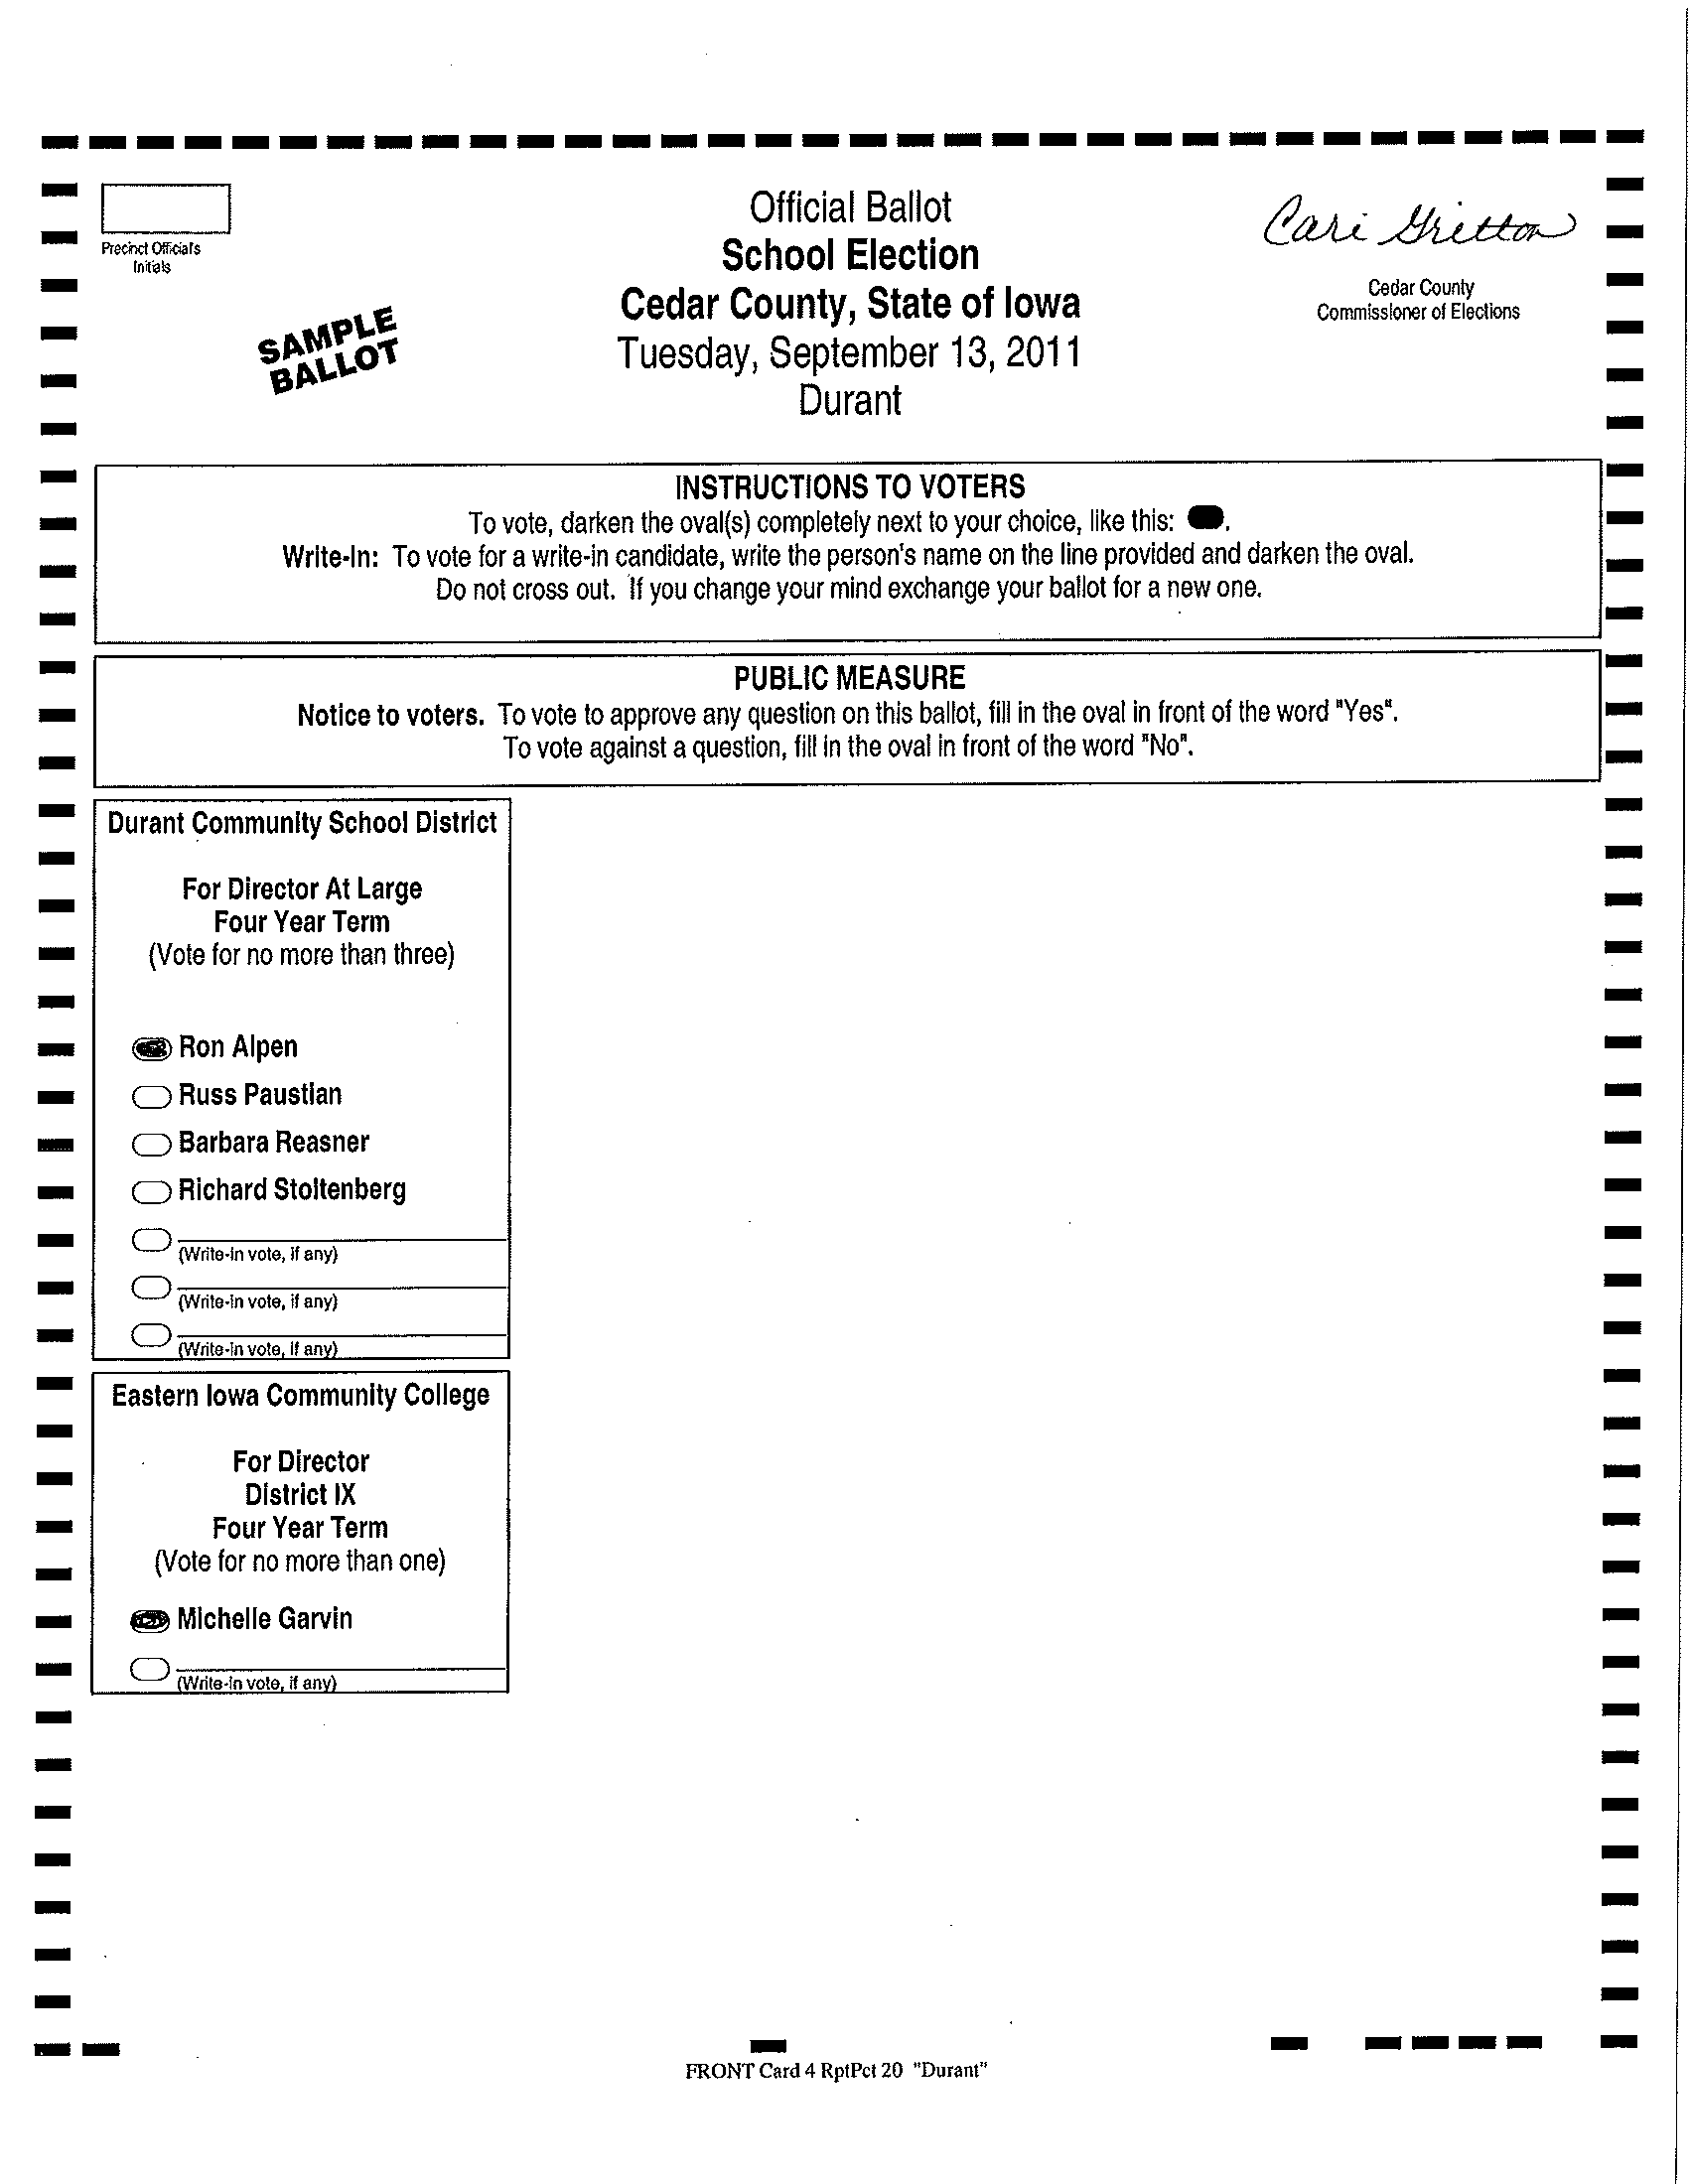 Official Ballot
School Election
Cedar County, State of Iowa
Tuesday, September 13, 2011
Durant
Precinct Official's
Initials
SAMPLE
BALLOT
Cari Gritton
Cedar County
Commissioner of Elections
INSTRUCTIONS TO VOTERS
To vote, darken the oval(s) completely next to your choice, like this: .
Write-In: To vote for a write-in candidate, write the person's name on the line provided and darken the oval.
Do not cross out. If you change your mind exchange your ballot for a new one.
PUBLIC MEASURE
Notice to voters. To vote to approve any question on this ballot, fill in the oval in front of the word "Yes".
To vote against a question, fill in the oval in front of the word "No".
Durant Community School District
For Director At Large
Four Year Term
(Vote for no more than three)
Ron Alpen
Russ Paustian
Barbara Reasner
Richard Stoltenberg
(Write-in vote, if any)
(Write-in vote, if any)
(Write-in vote, if any)
Eastern Iowa Community College
For Director
District IX
Four Year Term
(Vote for no more than one)
Michelle Garvin
(Write-in vote, if any)
FRONT Card 4 RptPct 20 "Durant"